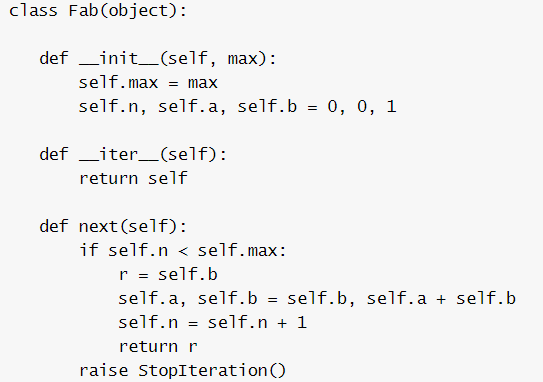 class Fab(object):
def __init__(self, max):
self.max = max
self.n, self.a, self.b = 0, 0, 1
def __iter__(self):
return self
def next(self):
if self.n < self.max:
r = self.b
self.a, self.b = self.b, self.a + self.b
self.n = self.n + 1
return r
raise StopIteration()